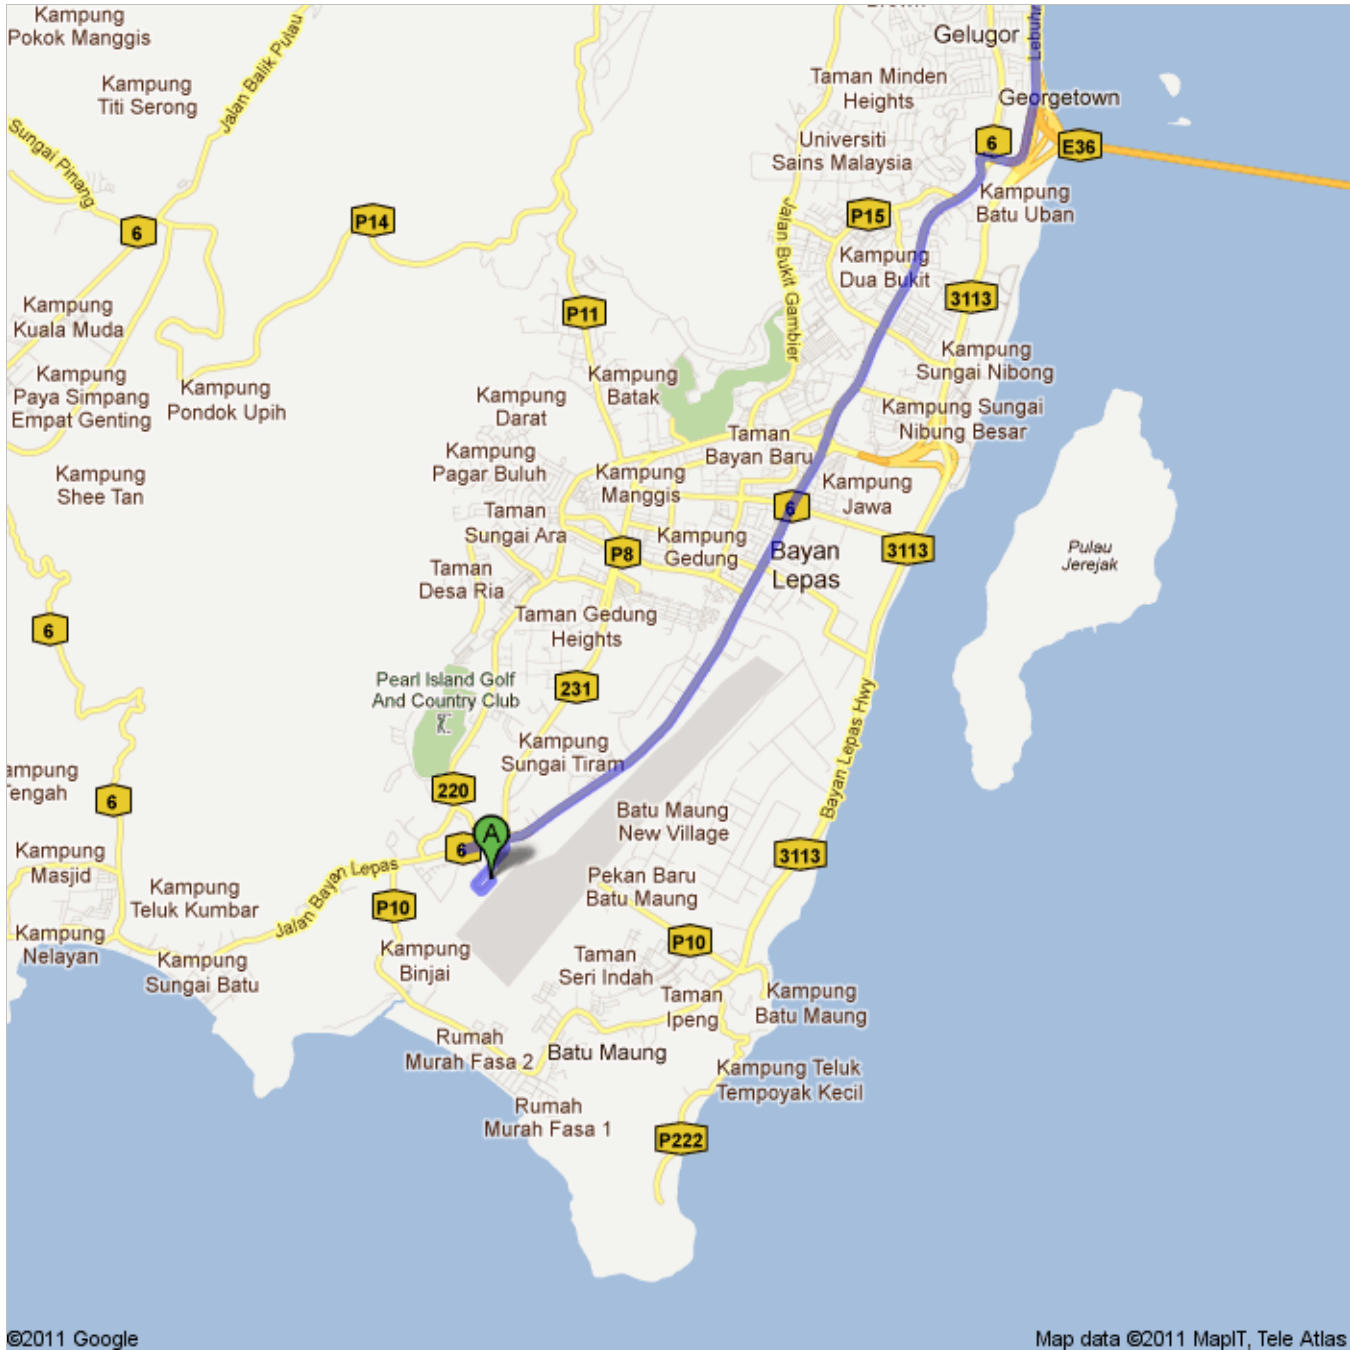 Kampung
Pokok Manggis
Kampung
Titi Serong
Jalan Balik Pulau
Sungai Pinang
6
P14
Gelugor
Lebuhr
Taman Minden
Heights
Georgetown
Universiti
Sains Malaysia
6
E36
Kampung
Batu Uban
P15
Jalan Bukit Gambier
Kampung
Dua Bukit
3113
P11
Kampung
Kuala Muda
Kampung
Paya Simpang
Empat Genting
Kampung
Pondok Upih
Kampung
Batak
Kampung
Darat
Kampung
Sungai Nibong
Kampung Sungai
Nibung Besar
Taman
Bayan Baru
Kampung
Pagar Buluh
Kampung
Shee Tan
Kampung
Manggis
Kampung
Jawa
6
Taman
Sungai Ara
Kampung
Gedung
P8
3113
Bayan
Lepas
Pulau
Jerejak
Taman
Desa Ria
Taman Gedung
Heights
6
Pearl Island Golf
And Country Club
231
Bayan Lepas Hwy
Kampung
Sungai Tiram
ampung
Tengah
6
220
Batu Maung
New Village
A
6
3113
Kampung
Masjid
Jalan Bayan Lepas
Pekan Baru
Batu Maung
Kampung
Teluk Kumbar
P10
P10
Kampung
Nelayan
Kampung
Sungai Batu
Kampung
Binjai
Taman
Seri Indah
Taman
Ipeng
Kampung
Batu Maung
Rumah
Murah Fasa 2
Batu Maung
Kampung Teluk
Tempoyak Kecil
Rumah
Murah Fasa 1
P222
©2011 Google
Map data ©2011 MapIT, Tele Atlas